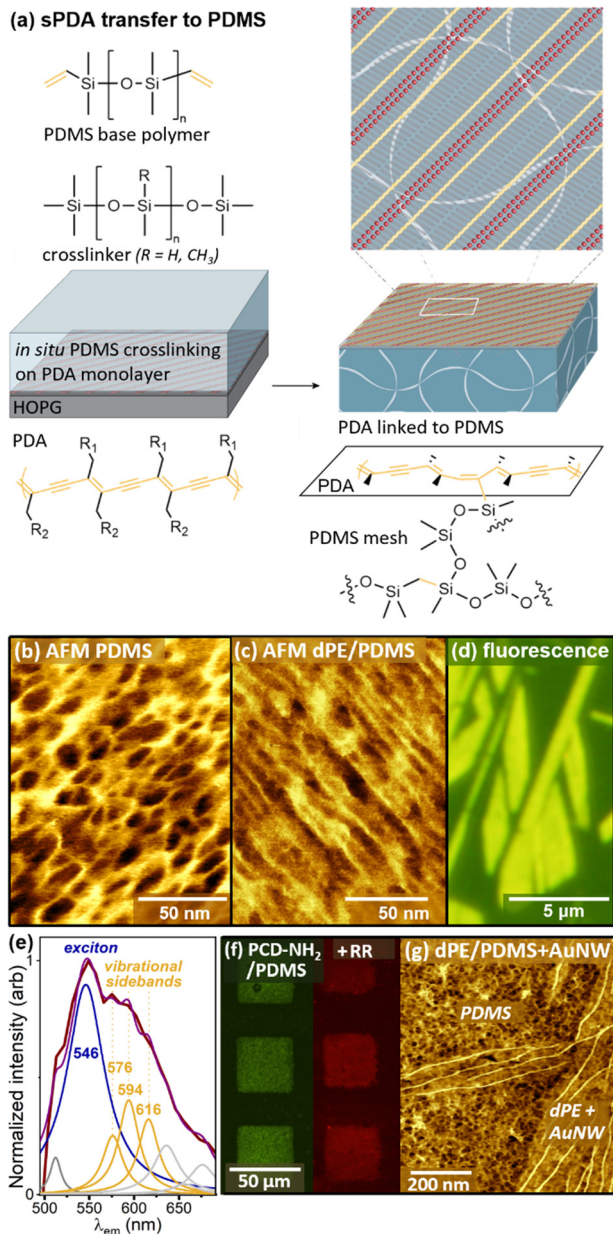 (a) sPDA transfer to PDMS
Si
O
Si
Si
n
PDMS base polymer
R
Si
O
Si
O
Si
n
crosslinker (R = H, CH₃)
in situ PDMS crosslinking
on PDA monolayer
HOPG
PDA linked to PDMS
PDA
R₁ R₁ R₁
R₂ R₂ R₂
PDA
O Si
Si
PDMS mesh
O
O Si Si Si O
O
(b) AFM PDMS
50 nm
(c) AFM dPE/PDMS
50 nm
(d) fluorescence
5 µm
(e)
exciton
vibrational
sidebands
546
576
594
616
Normalized intensity (arb)
1
0
500 550 600 650
λem (nm)
(f) PCD-NH₂
/PDMS
+RR
50 µm
(g) dPE/PDMS+AuNW
PDMS
dPE +
AuNW
200 nm